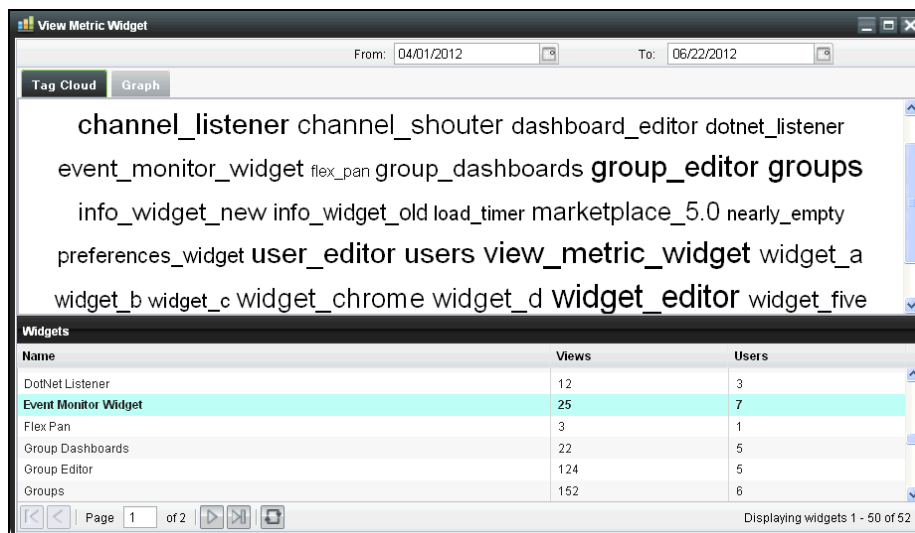 View Metric Widget
From: 04/01/2012 To: 06/22/2012
Tag Cloud Graph
channel_listener channel_shouter dashboard_editor dotnet_listener
event_monitor_widget flex_pan group_dashboards group_editor groups
info_widget_new info_widget_old load_timer marketplace_5.0 nearly_empty
preferences_widget user_editor users view_metric_widget widget_a
widget_b widget_c widget_chrome widget_d widget_editor widget_five
Widgets
Name Views Users
DotNet Listener 12 3
Event Monitor Widget 25 7
Flex Pan 3 1
Group Dashboards 22 5
Group Editor 124 5
Groups 152 6
Page 1 of 2 Displaying widgets 1 - 50 of 52